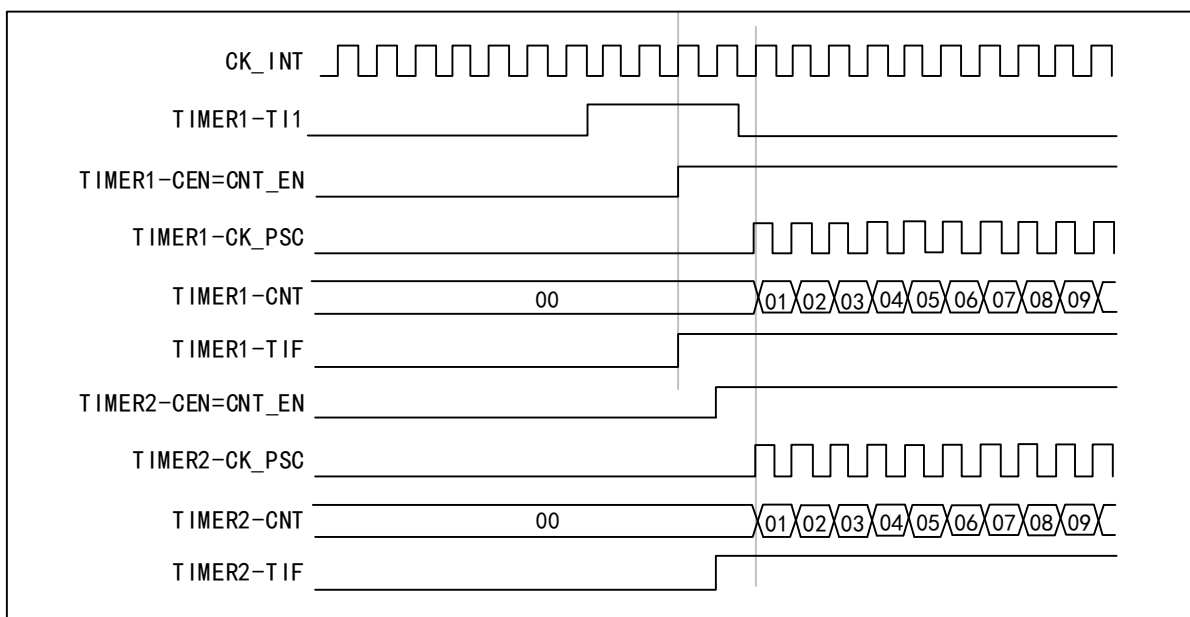 CK_INT
TIMER1-TI1
TIMER1-CEN=CNT_EN
TIMER1-CK_PSC
TIMER1-CNT 00 01 02 03 04 05 06 07 08 09
TIMER1-TIF
TIMER2-CEN=CNT_EN
TIMER2-CK_PSC
TIMER2-CNT 00 01 02 03 04 05 06 07 08 09
TIMER2-TIF